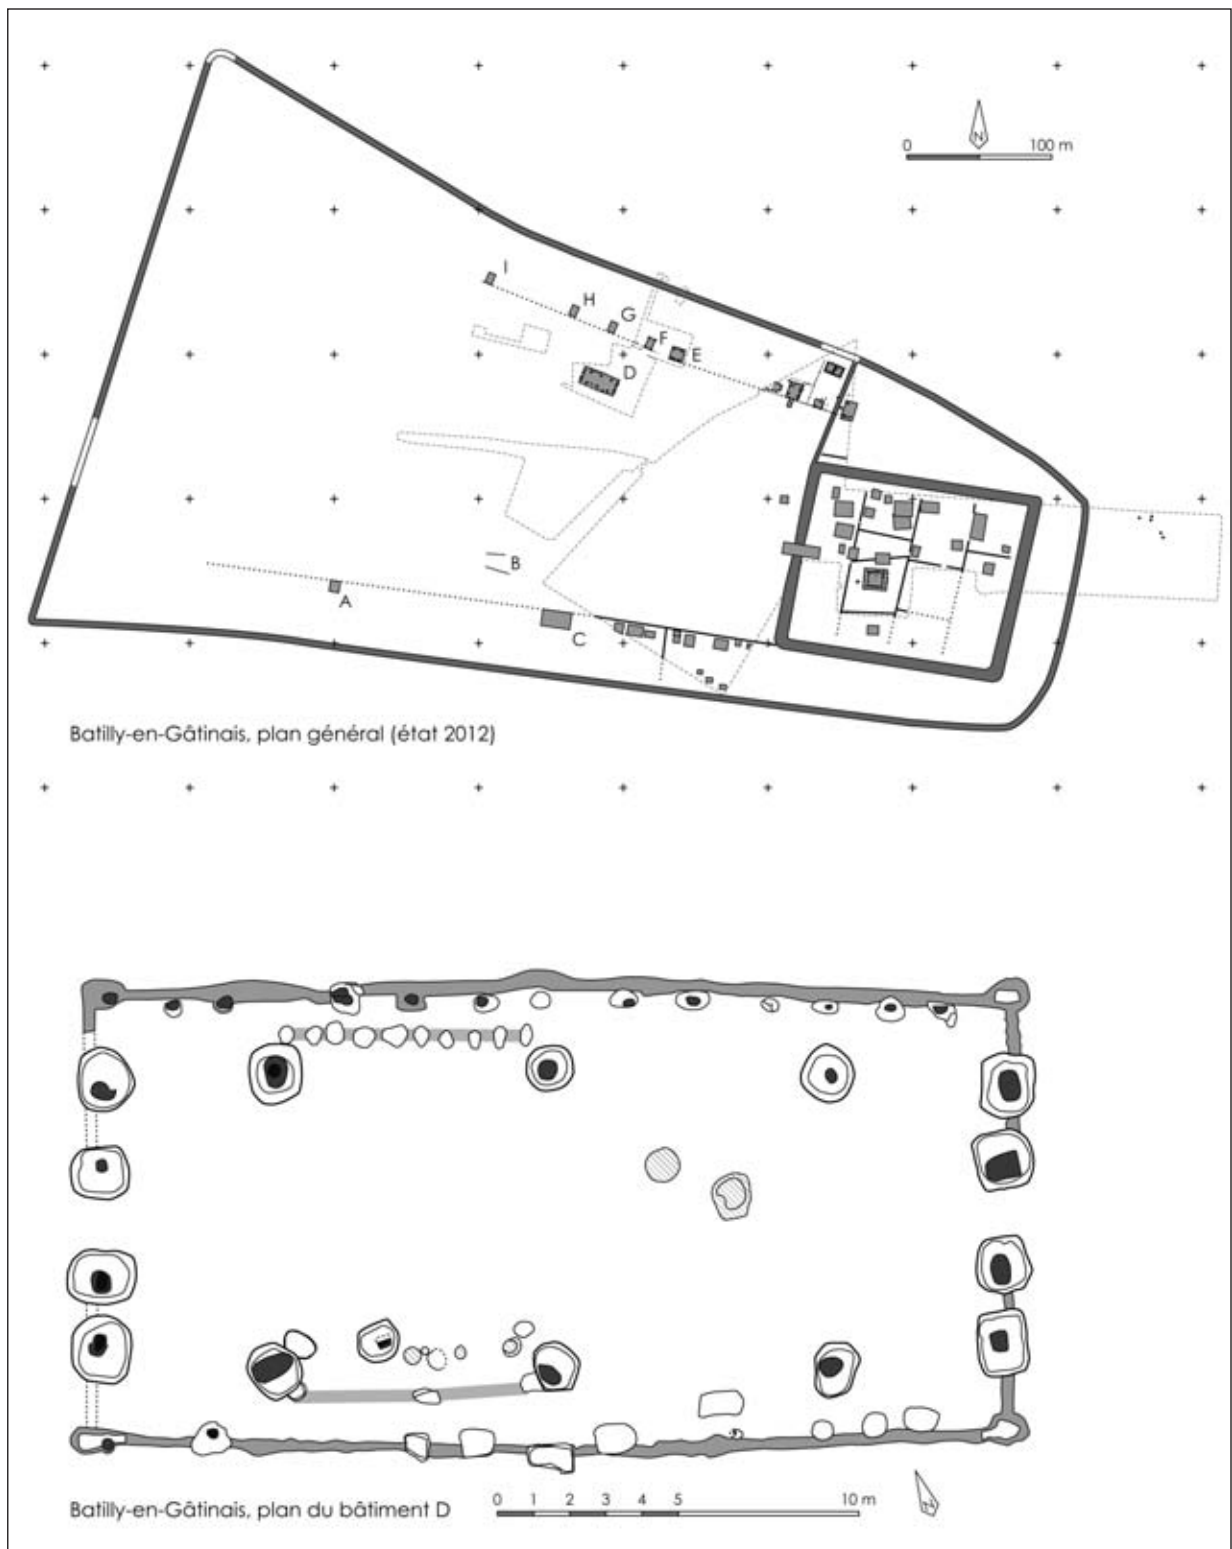 N
0 100 m
I
H
G
F
E
D
B
A
C
Batilly-en-Gâtinais, plan général (état 2012)
Batilly-en-Gâtinais, plan du bâtiment D
0 1 2 3 4 5 10 m
N